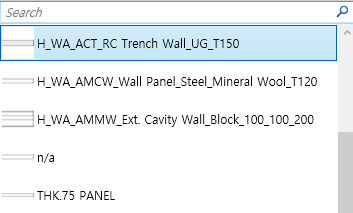 Search
H_WA_ACT_RC Trench Wall_UG_T150
H_WA_AMCW_Wall Panel_Steel_Mineral Wool_T120
H_WA_AMMW_Ext. Cavity Wall_Block_100_100_200
n/a
THK.75 PANEL